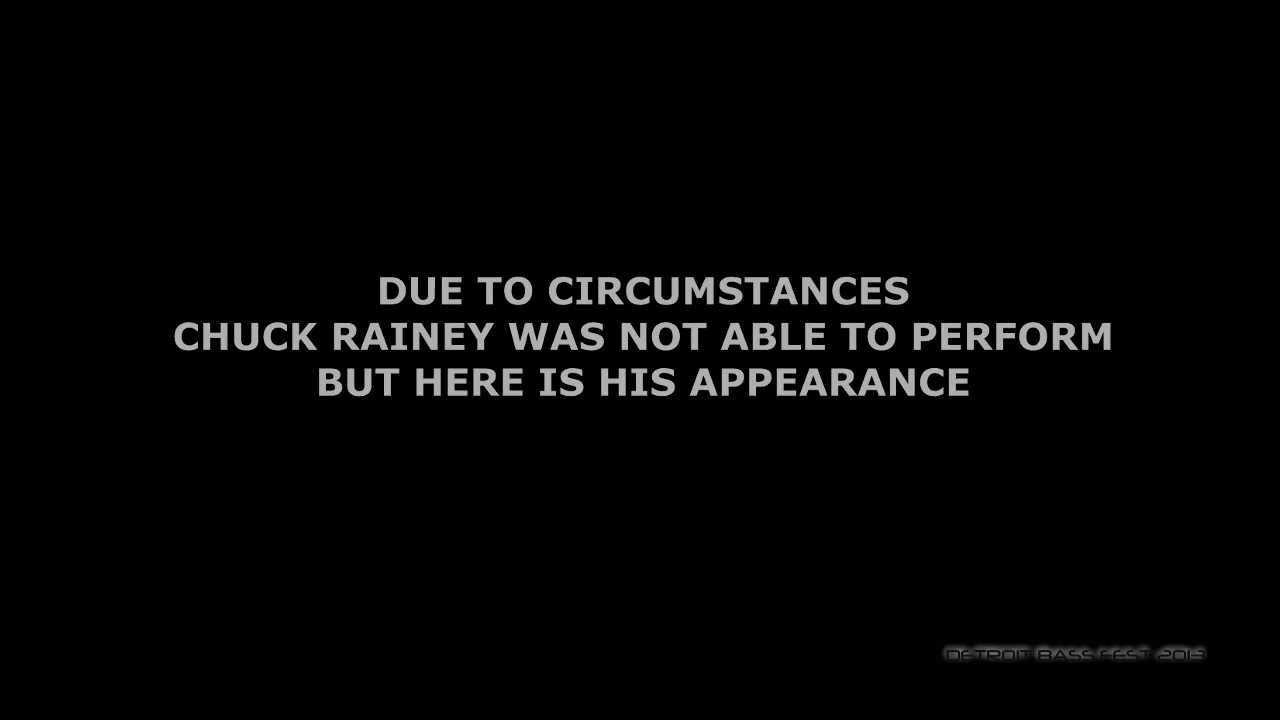 DUE TO CIRCUMSTANCES
CHUCK RAINEY WAS NOT ABLE TO PERFORM
BUT HERE IS HIS APPEARANCE
DETROIT BASS FEST 2013